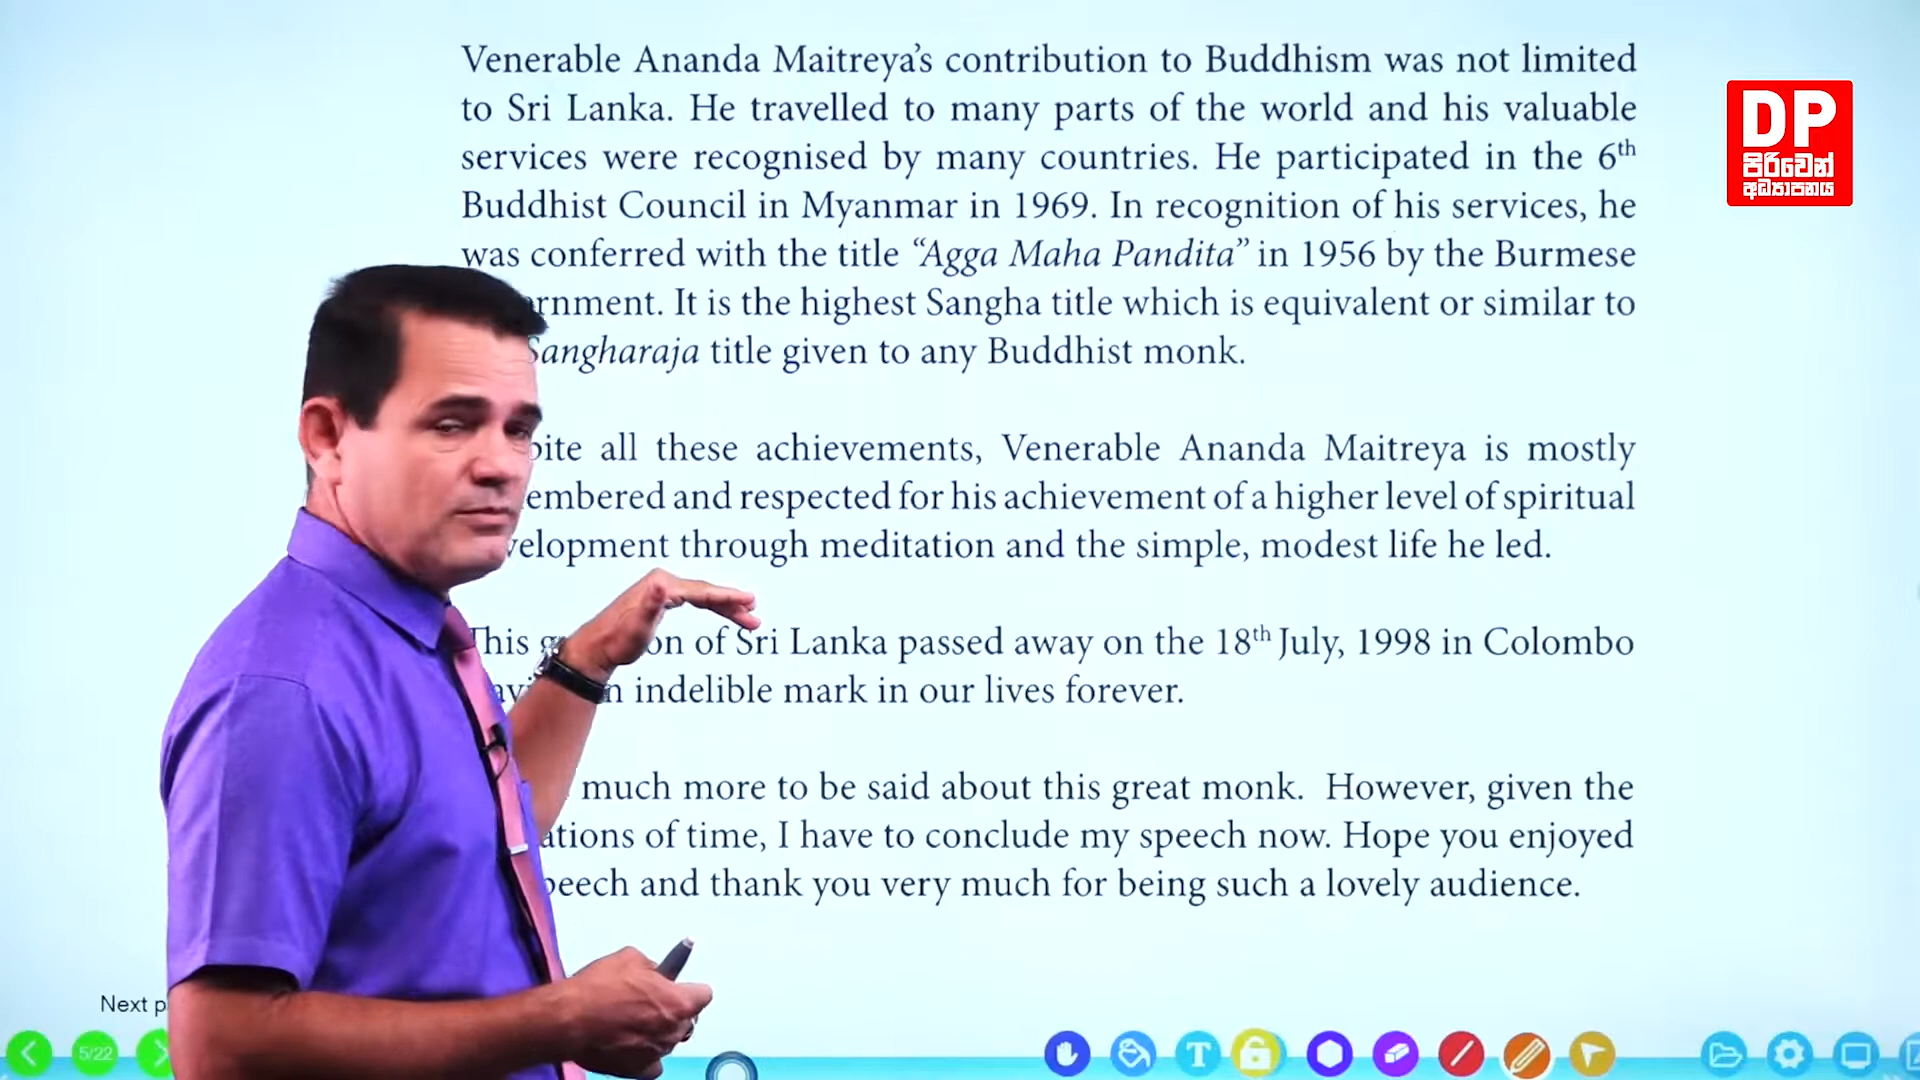 Venerable Ananda Maitreya's contribution to Buddhism was not limited
to Sri Lanka. He travelled to many parts of the world and his valuable
services were recognised by many countries. He participated in the 6th
Buddhist Council in Myanmar in 1969. In recognition of his services, he
was conferred with the title “Agga Maha Pandita” in 1956 by the Burmese
rnment. It is the highest Sangha title which is equivalent or similar to
Sangharaja title given to any Buddhist monk.
all these achievements, Venerable Ananda Maitreya is mostly
embered and respected for his achievement of a higher level of spiritual
velopment through meditation and the simple, modest life he led.
This of Sri Lanka passed away on the 18th July, 1998 in Colombo
indelible mark in our lives forever.
much more to be said about this great monk. However, given the
ations of time, I have to conclude my speech now. Hope you enjoyed
peech and thank you very much for being such a lovely audience.
DP
පිරිවෙන්
අධ්‍යාපනය
Next p
5/22
T